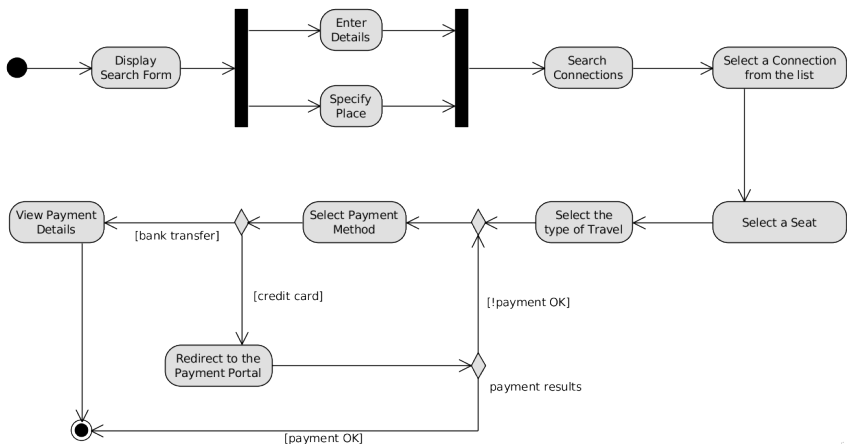 Enter
Details
Display
Search Form
Search
Connections
Select a Connection
from the list
Specify
Place
View Payment
Details
Select Payment
Method
Select the
type of Travel
Select a Seat
[bank transfer]
[credit card]
[!payment OK]
Redirect to the
Payment Portal
payment results
[payment OK]